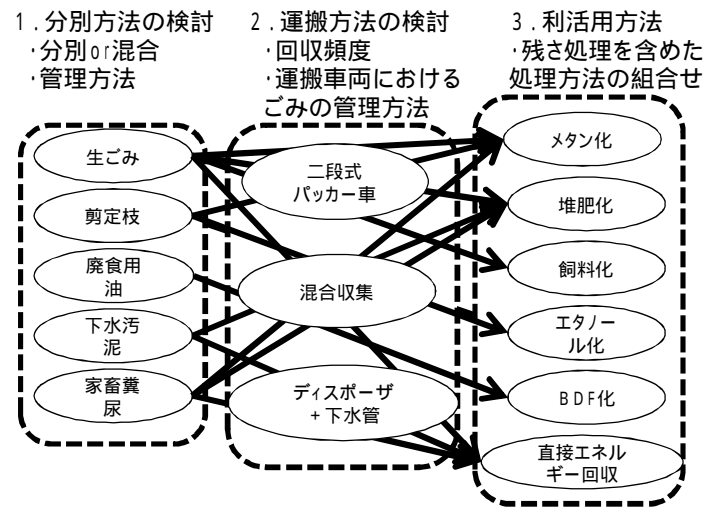 1．分別方法の検討
・分別or混合
・管理方法
2．運搬方法の検討
・回収頻度
・運搬車両における
ごみの管理方法
3．利活用方法
・残さ処理を含めた
処理方法の組合せ
生ごみ
剪定枝
廃食用
油
下水汚
泥
家畜糞
尿
二段式
パッカー車
混合収集
ディスポーザ
+下水管
メタン化
堆肥化
飼料化
エタノー
ル化
BDF化
直接エネル
ギー回収